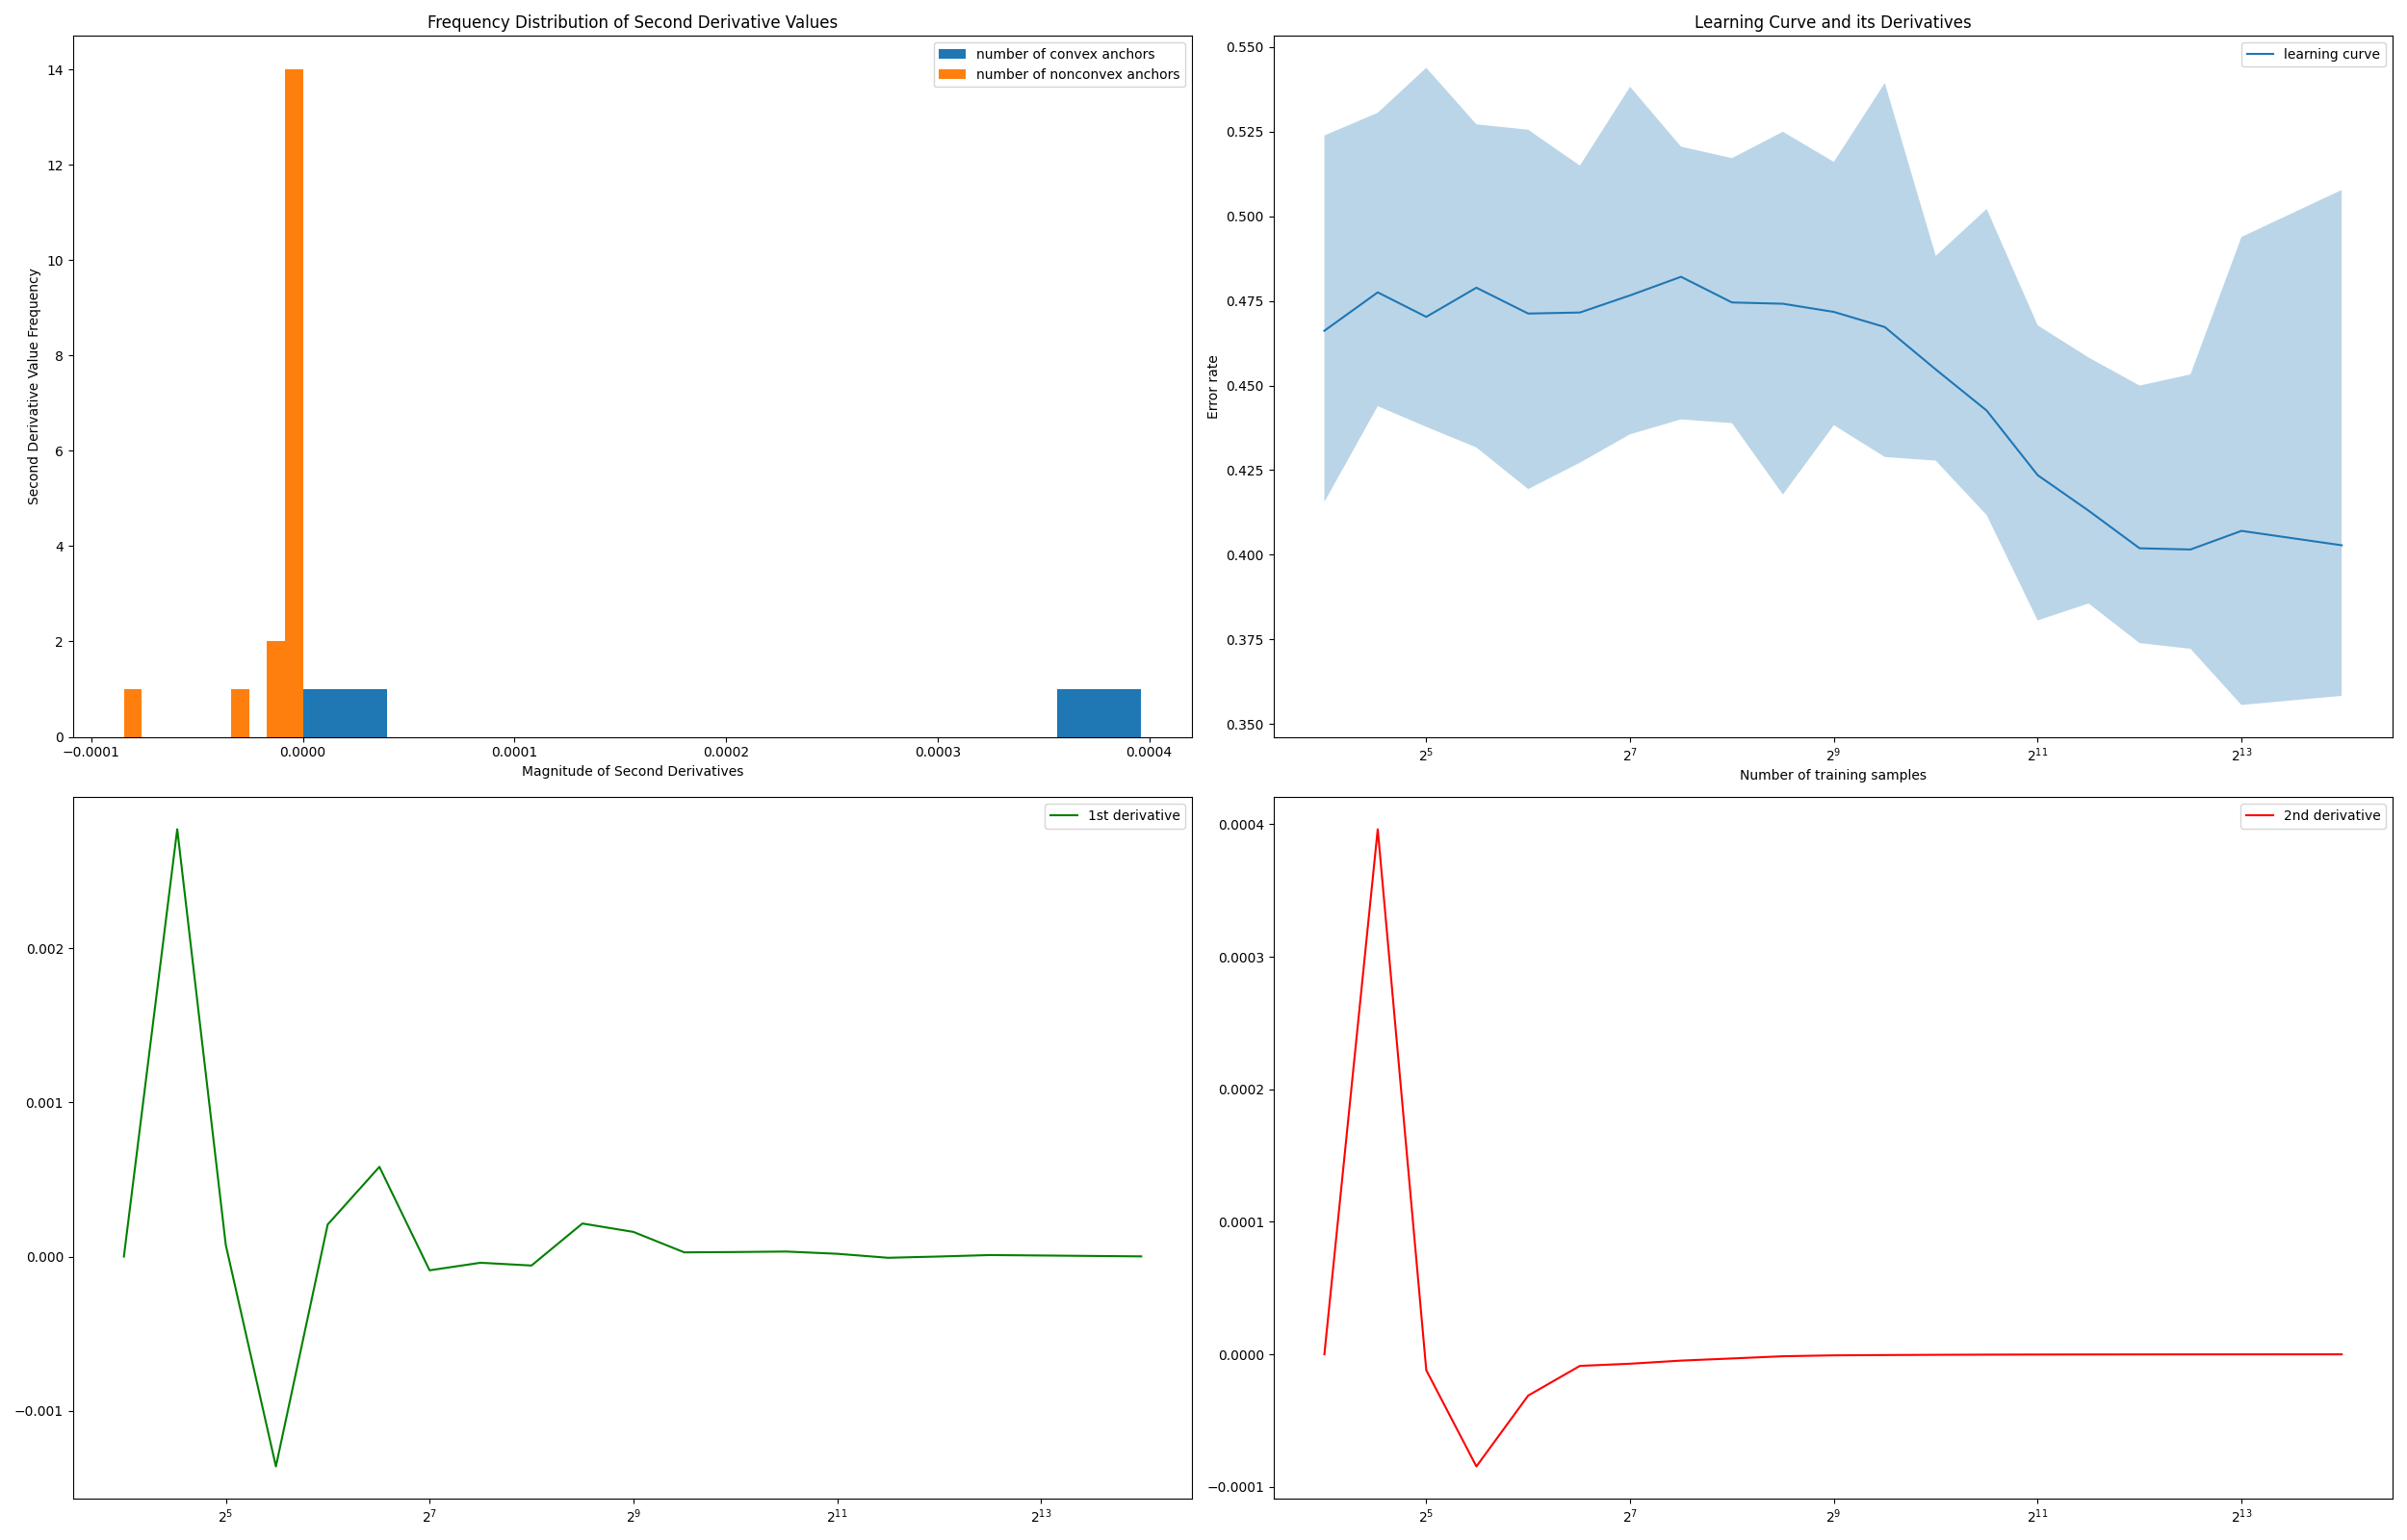 Frequency Distribution of Second Derivative Values
number of convex anchors
number of nonconvex anchors
Second Derivative Value Frequency
14
12
10
8
6
4
2
0
−0.0001 0.0000 0.0001 0.0002 0.0003 0.0004
Magnitude of Second Derivatives
Learning Curve and its Derivatives
learning curve
Error rate
0.550
0.525
0.500
0.475
0.450
0.425
0.400
0.375
0.350
2⁵ 2⁷ 2⁹ 2¹¹ 2¹³
Number of training samples
1st derivative
0.002
0.001
0.000
−0.001
2⁵ 2⁷ 2⁹ 2¹¹ 2¹³
2nd derivative
0.0004
0.0003
0.0002
0.0001
0.0000
−0.0001
2⁵ 2⁷ 2⁹ 2¹¹ 2¹³